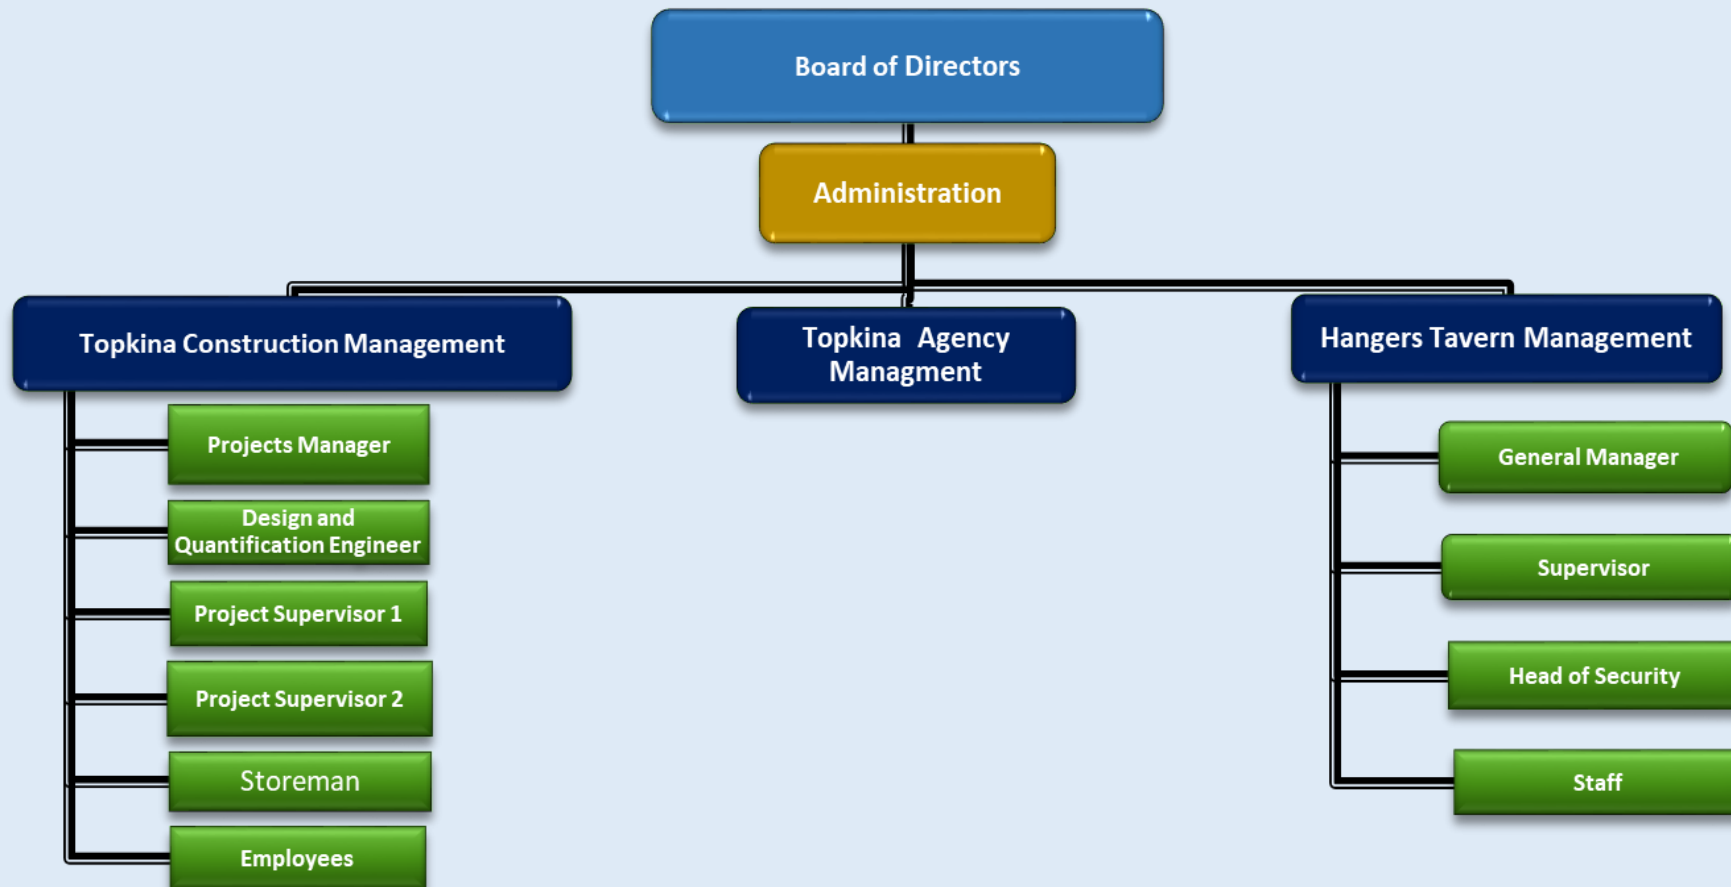 Board of Directors
Administration
Topkina Construction Management
Topkina Agency
Managment
Hangers Tavern Management
Projects Manager
Design and
Quantification Engineer
Project Supervisor 1
Project Supervisor 2
Storeman
Employees
General Manager
Supervisor
Head of Security
Staff